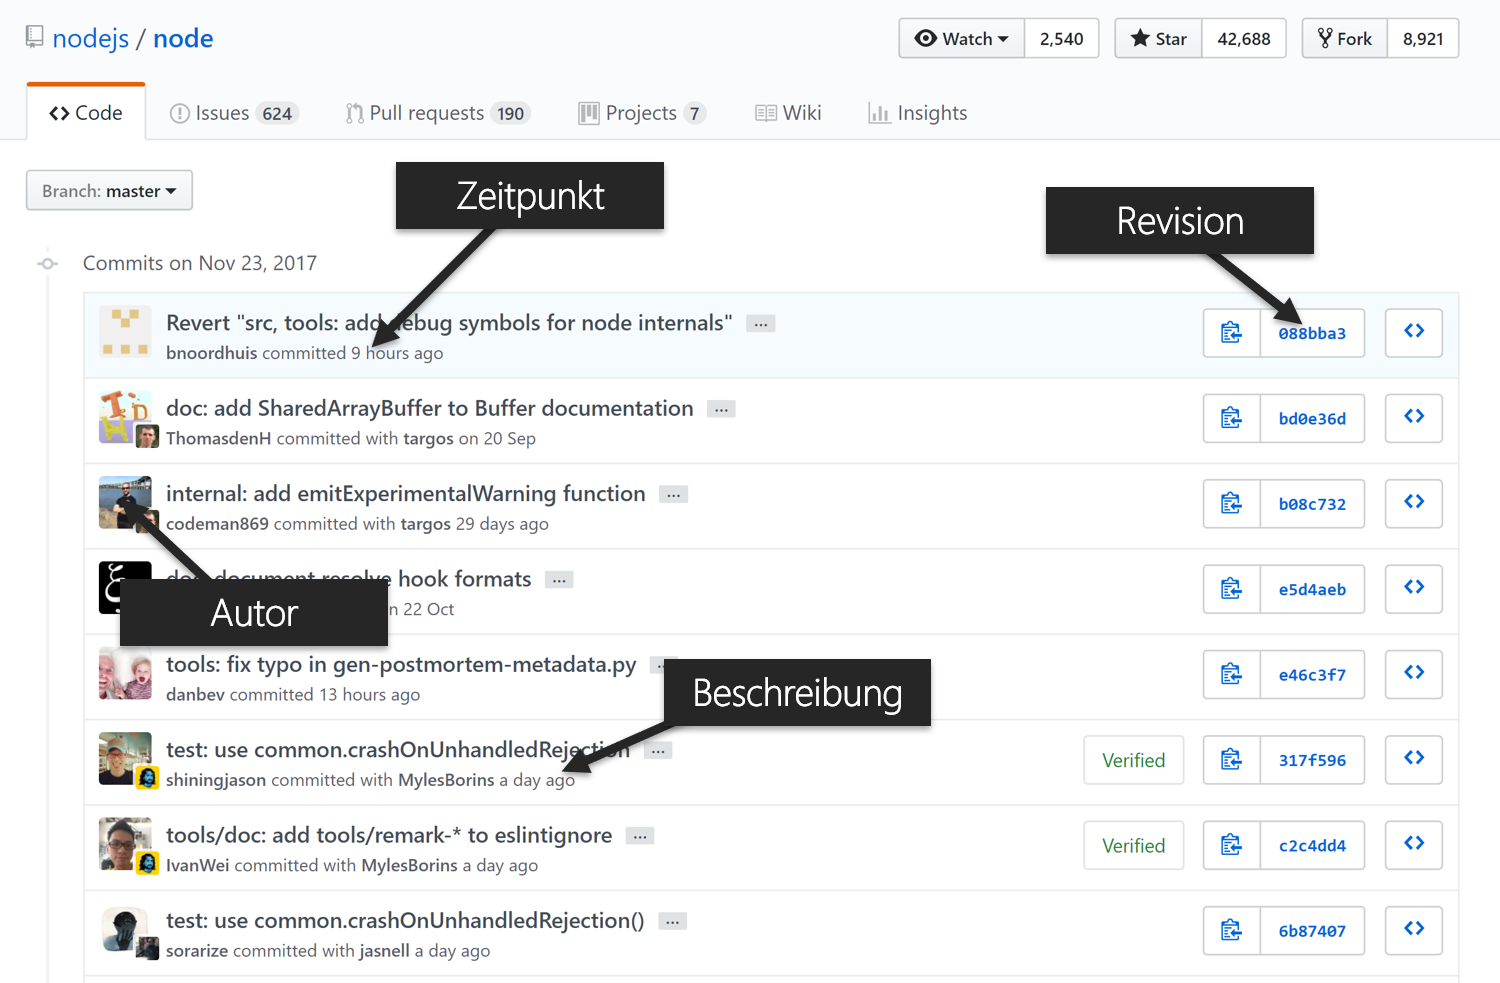 nodejs / node
Watch 2,540 Star 42,688 Fork 8,921
Code Issues 624 Pull requests 190 Projects 7 Wiki Insights
Branch: master
Zeitpunkt
Revision
Commits on Nov 23, 2017
Revert "src, tools: add debug symbols for node internals" ...
bnoordhuis committed 9 hours ago
088bba3
doc: add SharedArrayBuffer to Buffer documentation ...
ThomasdenH committed with targos on 20 Sep
bd0e36d
internal: add emitExperimentalWarning function ...
codeman869 committed with targos 29 days ago
b08c732
doc: document resolve hook formats ...
22 Oct
e5d4aeb
Autor
tools: fix typo in gen-postmortem-metadata.py
danbev committed 13 hours ago
e46c3f7
Beschreibung
test: use common.crashOnUnhandledRejection ...
shiningjason committed with MylesBorins a day ago
Verified 317f596
tools/doc: add tools/remark-* to eslintignore ...
IvanWei committed with MylesBorins a day ago
Verified c2c4dd4
test: use common.crashOnUnhandledRejection() ...
sorarize committed with jasnell a day ago
6b87407